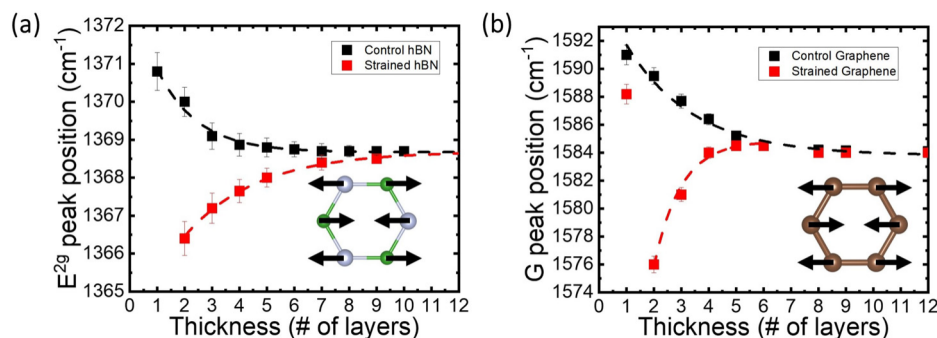 (a)
E²ᵍ peak position (cm⁻¹)
1372
1371
1370
1369
1368
1367
1366
1365
Control hBN
Strained hBN
0 1 2 3 4 5 6 7 8 9 10 11 12
Thickness (# of layers)
(b)
G peak position (cm⁻¹)
1592
1590
1588
1586
1584
1582
1580
1578
1576
1574
Control Graphene
Strained Graphene
0 1 2 3 4 5 6 7 8 9 10 11 12
Thickness (# of layers)